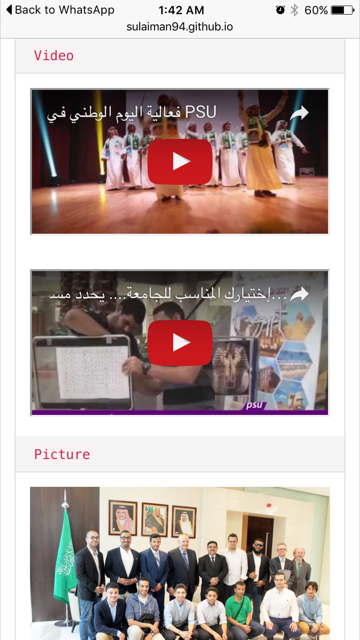 Back to WhatsApp 1:42 AM 60%
sulaiman94.github.io
Video
فعالية اليوم الوطني في PSU
إختيارك المناسب للجامعة.... يحدد مسـ...
psu
Picture